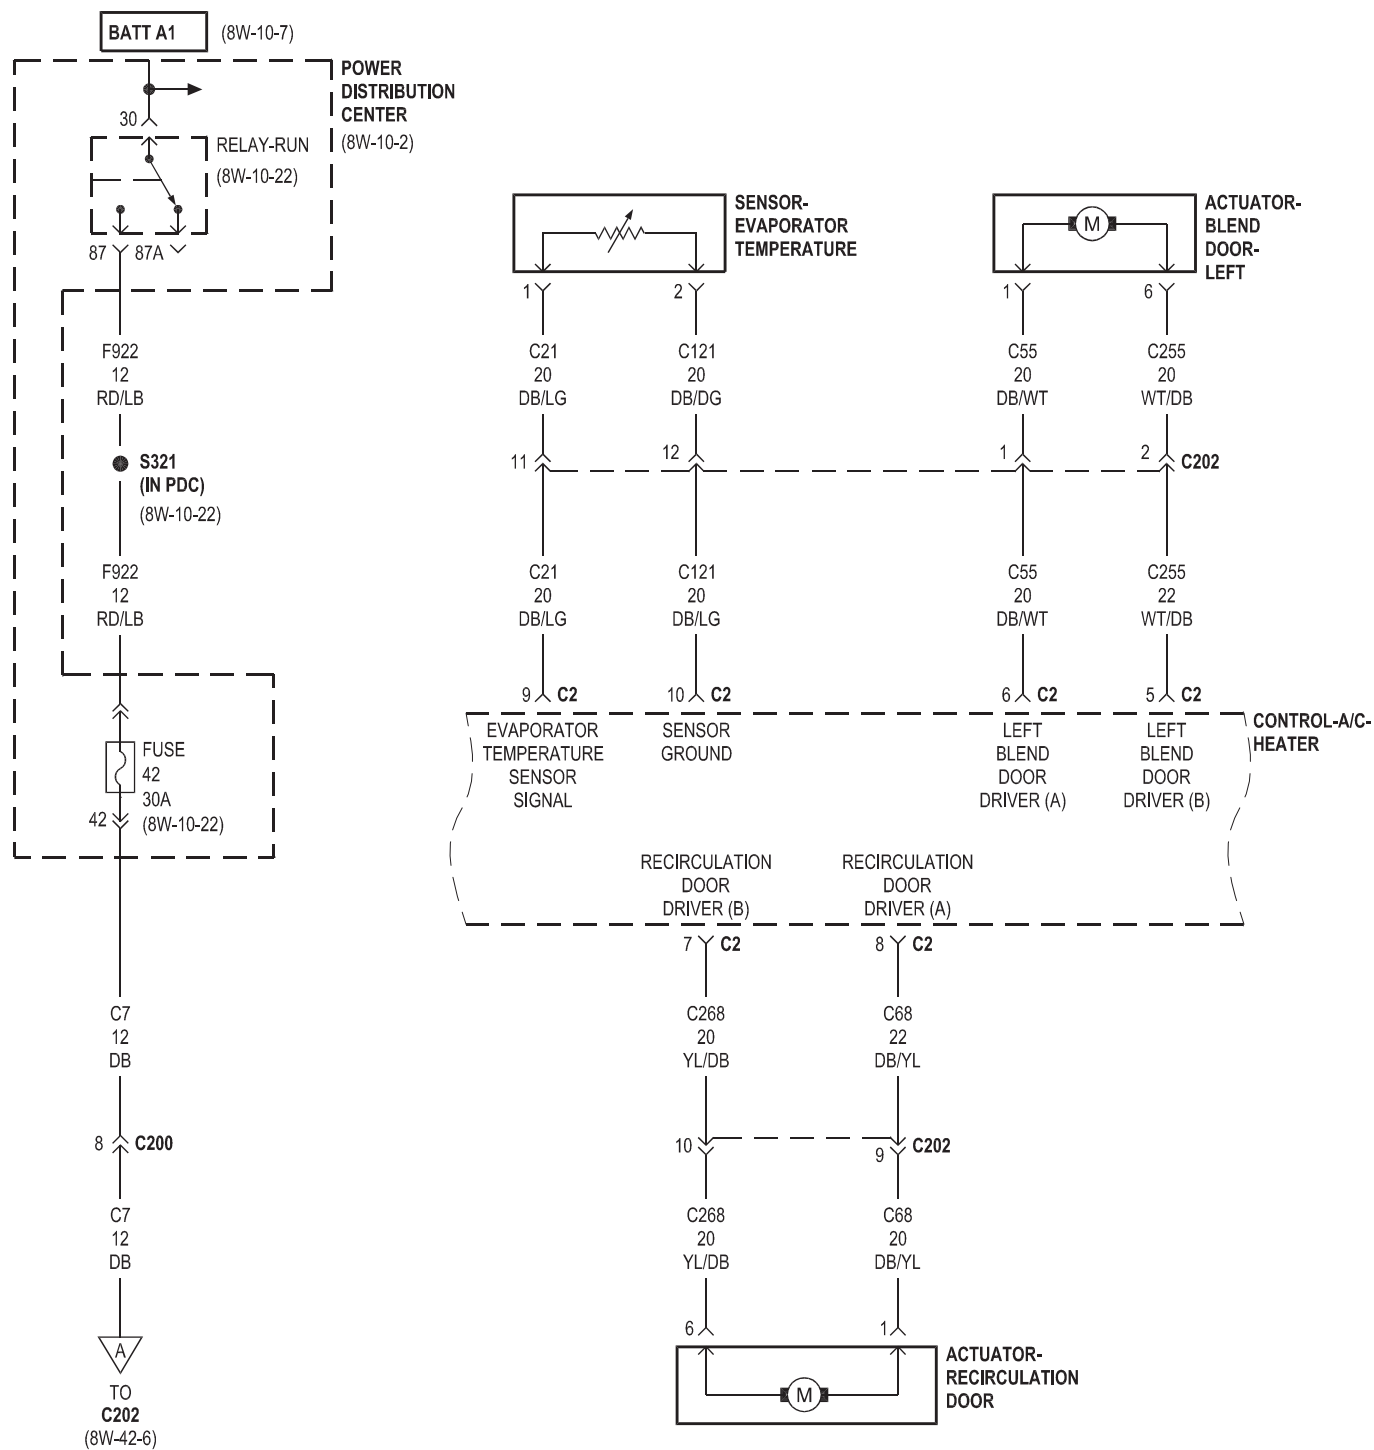 BATT A1 (8W-10-7)
POWER
DISTRIBUTION
CENTER
(8W-10-2)
30
RELAY-RUN
(8W-10-22)
87 87A
F922
12
RD/LB
S321
(IN PDC)
(8W-10-22)
F922
12
RD/LB
FUSE
42
30A
(8W-10-22)
42
C7
12
DB
8 C200
C7
12
DB
A
TO
C202
(8W-42-6)
SENSOR-
EVAPORATOR
TEMPERATURE
1 2
C21
20
DB/LG
C121
20
DB/DG
11 12
C21
20
DB/LG
C121
20
DB/LG
9 C2
10 C2
ACTUATOR-
BLEND
DOOR-
LEFT
M
1 6
C55
20
DB/WT
C255
20
WT/DB
1 2 C202
C55
20
DB/WT
C255
22
WT/DB
6 C2
5 C2
CONTROL-A/C-
HEATER
EVAPORATOR
TEMPERATURE
SENSOR
SIGNAL
SENSOR
GROUND
LEFT
BLEND
DOOR
DRIVER (A)
LEFT
BLEND
DOOR
DRIVER (B)
RECIRCULATION
DOOR
DRIVER (B)
RECIRCULATION
DOOR
DRIVER (A)
7 C2
8 C2
C268
20
YL/DB
C68
22
DB/YL
10 9 C202
C268
20
YL/DB
C68
20
DB/YL
6 1
M
ACTUATOR-
RECIRCULATION
DOOR